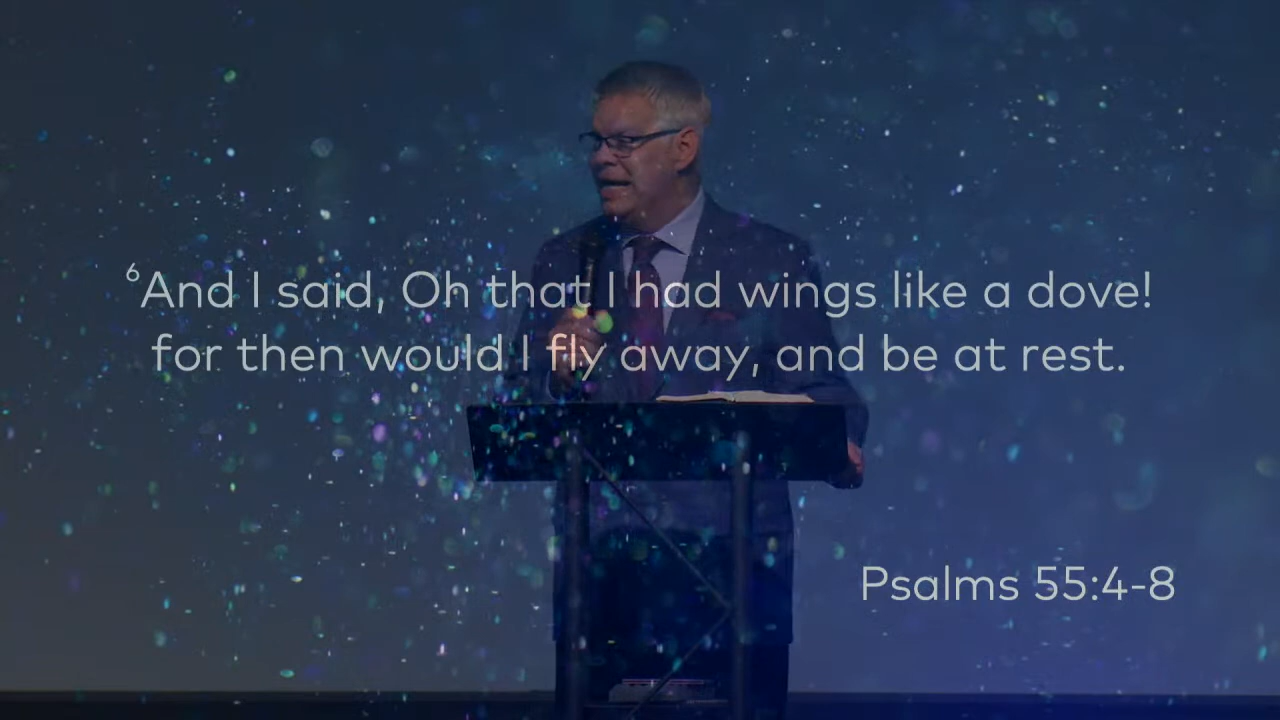 ⁶And I said, Oh that I had wings like a dove!
for then would I fly away, and be at rest.
Psalms 55:4-8